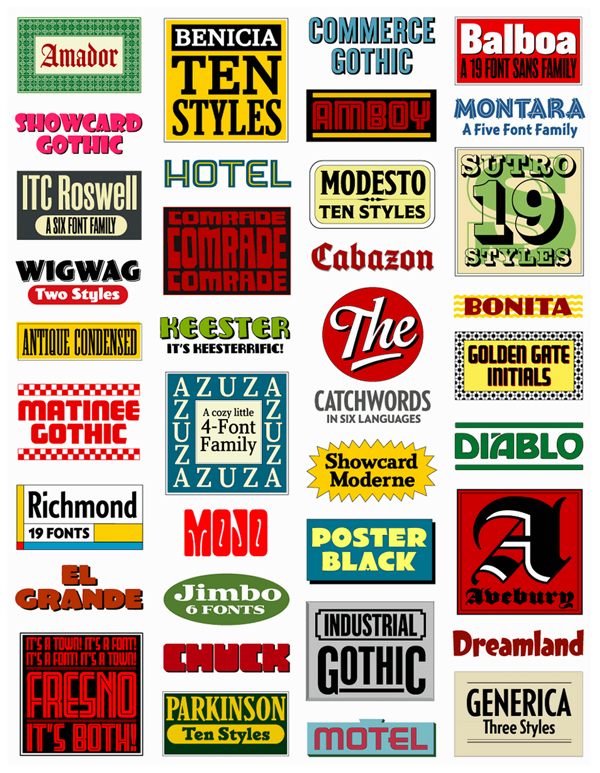 Amador
SHOWCARD
GOTHIC
ITC Roswell
A SIX FONT FAMILY
WIGWAG
Two Styles
ANTIQUE CONDENSED
MATINEE
GOTHIC
Richmond
19 FONTS
EL
GRANDE
IT'S A TOWN! IT'S A FONT!
IT'S A FONT! IT'S A TOWN!
FRESNO
IT'S BOTH!
BENICIA
TEN
STYLES
HOTEL
COMRADE
COMRADE
COMRADE
KEESTER
IT'S KEESTERRIFIC!
AZUZA
AZUZA
AZUZA
A cozy little
4-Font
Family
AZUZA
MOJO
Jimbo
6 FONTS
CHUCK
PARKINSON
Ten Styles
COMMERCE
GOTHIC
AMBOY
MODESTO
TEN STYLES
Cabazon
The
CATCHWORDS
IN SIX LANGUAGES
Showcard
Moderne
POSTER
BLACK
INDUSTRIAL
GOTHIC
MOTEL
Balboa
A 19 FONT SANS FAMILY
MONTARA
A Five Font Family
S
SUTRO
19
STYLES
BONITA
GOLDEN GATE
INITIALS
DIABLO
A
Avebury
Dreamland
GENERICA
Three Styles